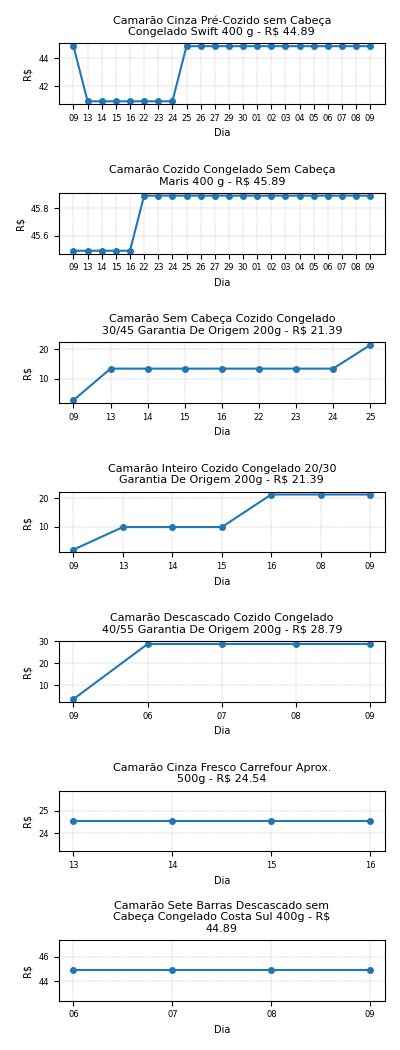 Camarão Cinza Pré-Cozido sem Cabeça
Congelado Swift 400 g - R$ 44.89
44
42
R$
09 13 14 15 16 22 23 24 25 26 27 29 30 01 02 03 04 05 06 07 08 09
Dia
Camarão Cozido Congelado Sem Cabeça
Maris 400 g - R$ 45.89
45.8
45.6
R$
09 13 14 15 16 22 23 24 25 26 27 29 30 01 02 03 04 05 06 07 08 09
Dia
Camarão Sem Cabeça Cozido Congelado
30/45 Garantia De Origem 200g - R$ 21.39
20
10
R$
09 13 14 15 16 22 23 24 25
Dia
Camarão Inteiro Cozido Congelado 20/30
Garantia De Origem 200g - R$ 21.39
20
10
R$
09 13 14 15 16 08 09
Dia
Camarão Descascado Cozido Congelado
40/55 Garantia De Origem 200g - R$ 28.79
30
20
10
R$
09 06 07 08 09
Dia
Camarão Cinza Fresco Carrefour Aprox.
500g - R$ 24.54
25
24
R$
13 14 15 16
Dia
Camarão Sete Barras Descascado sem
Cabeça Congelado Costa Sul 400g - R$
44.89
46
44
R$
06 07 08 09
Dia